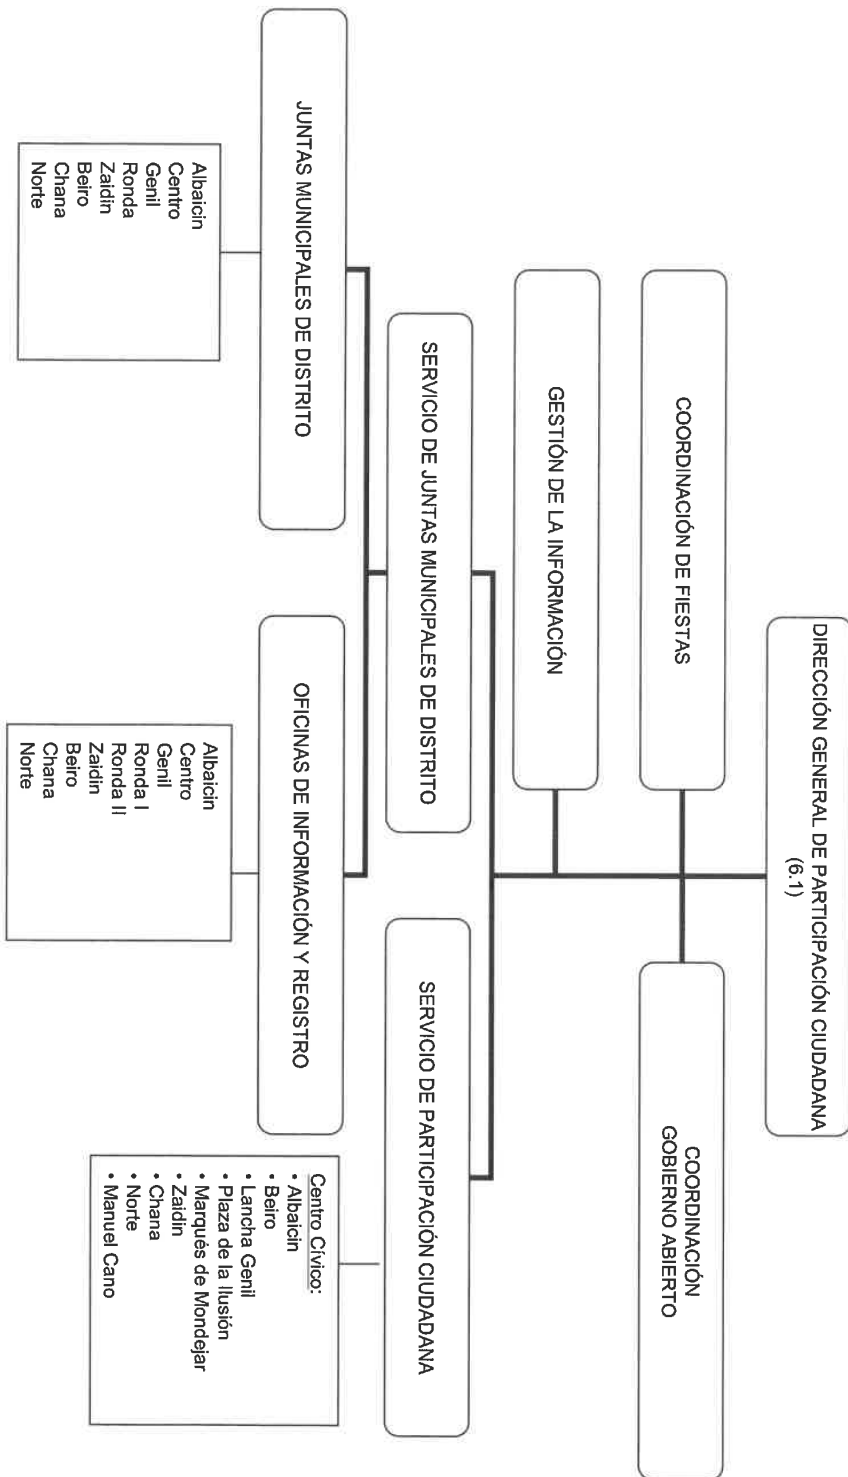 DIRECCIÓN GENERAL DE PARTICIPACIÓN CIUDADANA
(6.1)
COORDINACIÓN DE FIESTAS
COORDINACIÓN
GOBIERNO ABIERTO
GESTIÓN DE LA INFORMACIÓN
SERVICIO DE JUNTAS MUNICIPALES DE DISTRITO
SERVICIO DE PARTICIPACIÓN CIUDADANA
JUNTAS MUNICIPALES DE DISTRITO
OFICINAS DE INFORMACIÓN Y REGISTRO
Albaicin
Centro
Genil
Ronda
Zaidin
Beiro
Chana
Norte
Albaicin
Centro
Genil
Ronda I
Ronda II
Zaidin
Beiro
Chana
Norte
Centro Cívico:
• Albaicin
• Beiro
• Lancha Genil
• Plaza de la Ilusión
• Marqués de Mondejar
• Zaidin
• Chana
• Norte
• Manuel Cano